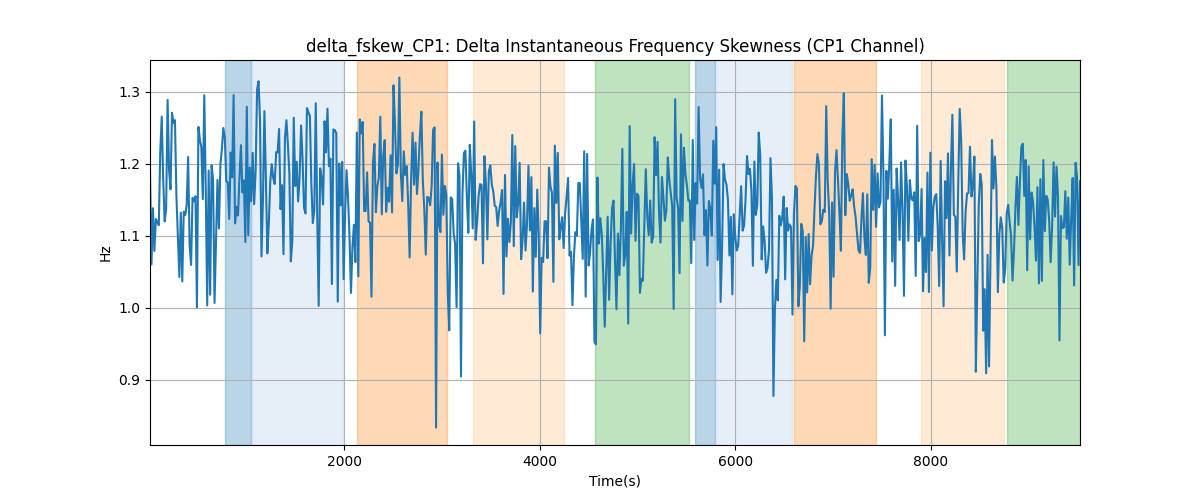 delta_fskew_CP1: Delta Instantaneous Frequency Skewness (CP1 Channel)
1.3
1.2
1.1
1.0
0.9
Hz
2000 4000 6000 8000
Time(s)